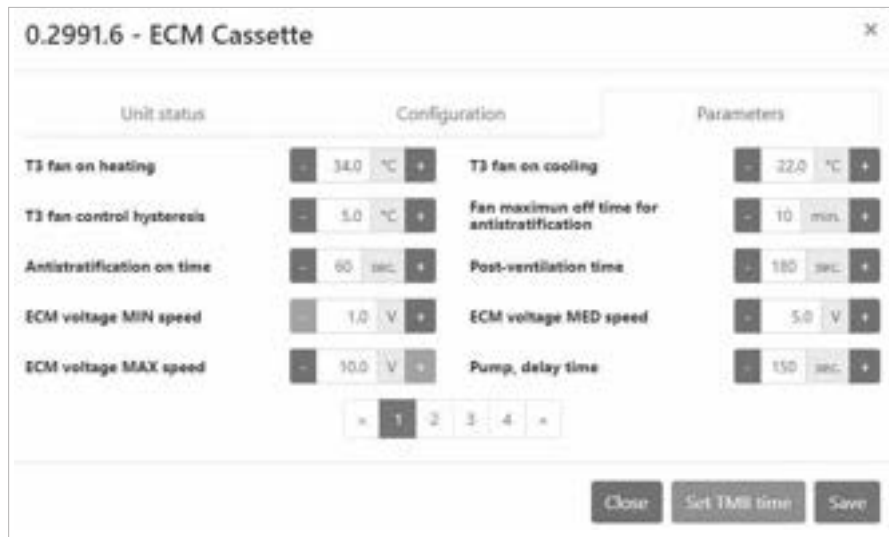 0.2991.6 - ECM Cassette ×
Unit status Configuration Parameters
T3 fan on heating - 34.0 °C + T3 fan on cooling - 22.0 °C +
T3 fan control hysteresis - 5.0 °C + Fan maximun off time for antistratification - 10 min. +
Antistratification on time - 60 sec. + Post-ventilation time - 180 sec. +
ECM voltage MIN speed - 1.0 V + ECM voltage MED speed - 5.0 V +
ECM voltage MAX speed - 10.0 V + Pump, delay time - 150 sec. +
« 1 2 3 4 »
Close Set TM8 time Save